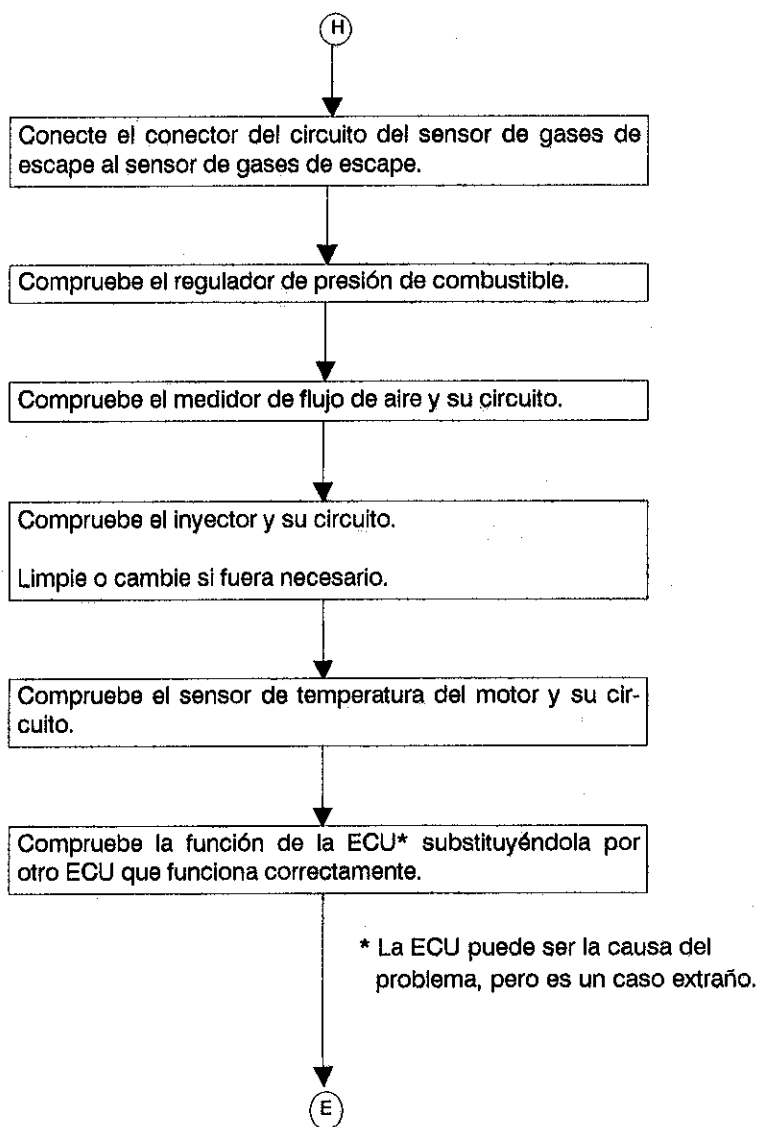 H
Conecte el conector del circuito del sensor de gases de
escape al sensor de gases de escape.
Compruebe el regulador de presión de combustible.
Compruebe el medidor de flujo de aire y su circuito.
Compruebe el inyector y su circuito.
Limpie o cambie si fuera necesario.
Compruebe el sensor de temperatura del motor y su cir-
cuito.
Compruebe la función de la ECU* substituyéndola por
otro ECU que funciona correctamente.
* La ECU puede ser la causa del
problema, pero es un caso extraño.
E